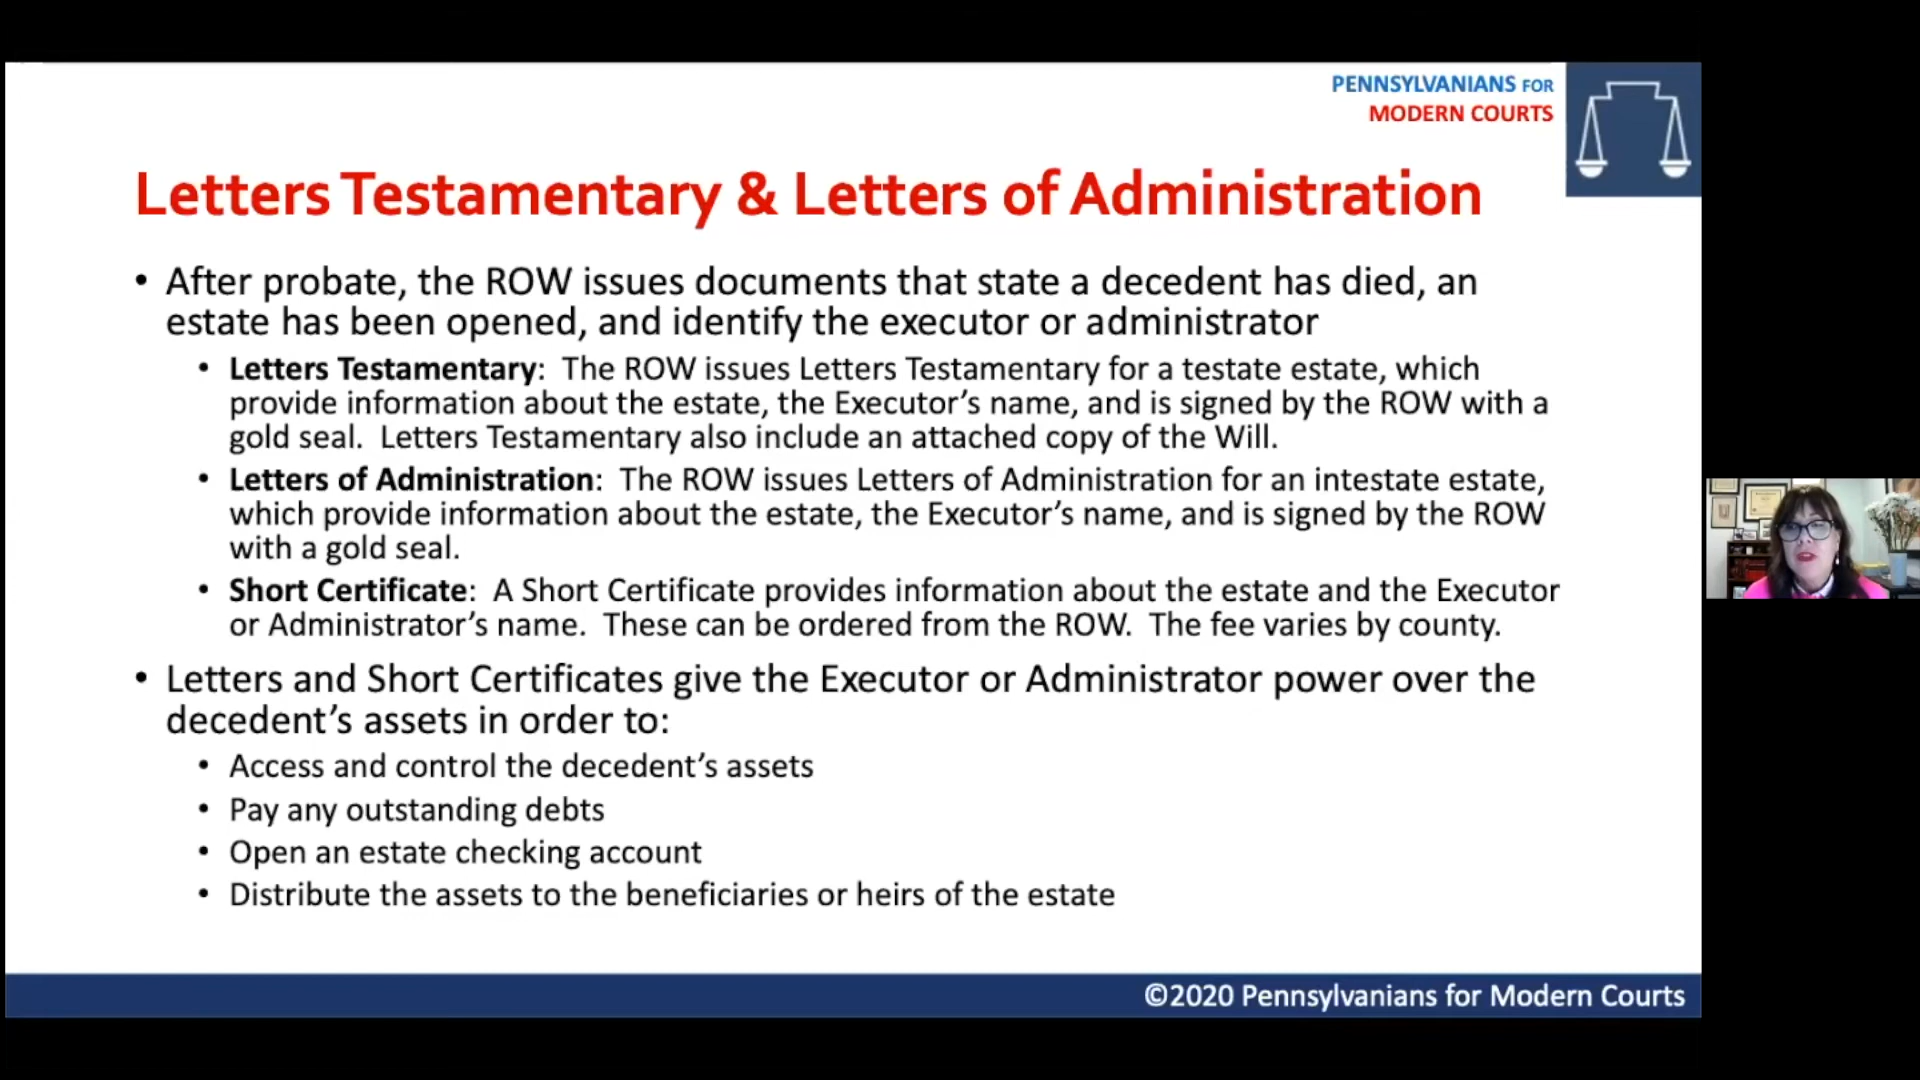 PENNSYLVANIANS FOR
MODERN COURTS
Letters Testamentary & Letters of Administration
• After probate, the ROW issues documents that state a decedent has died, an
estate has been opened, and identify the executor or administrator
• Letters Testamentary:  The ROW issues Letters Testamentary for a testate estate, which
provide information about the estate, the Executor’s name, and is signed by the ROW with a
gold seal.  Letters Testamentary also include an attached copy of the Will.
• Letters of Administration:  The ROW issues Letters of Administration for an intestate estate,
which provide information about the estate, the Executor’s name, and is signed by the ROW
with a gold seal.
• Short Certificate:  A Short Certificate provides information about the estate and the Executor
or Administrator’s name.  These can be ordered from the ROW.  The fee varies by county.
• Letters and Short Certificates give the Executor or Administrator power over the
decedent’s assets in order to:
• Access and control the decedent’s assets
• Pay any outstanding debts
• Open an estate checking account
• Distribute the assets to the beneficiaries or heirs of the estate
©2020 Pennsylvanians for Modern Courts